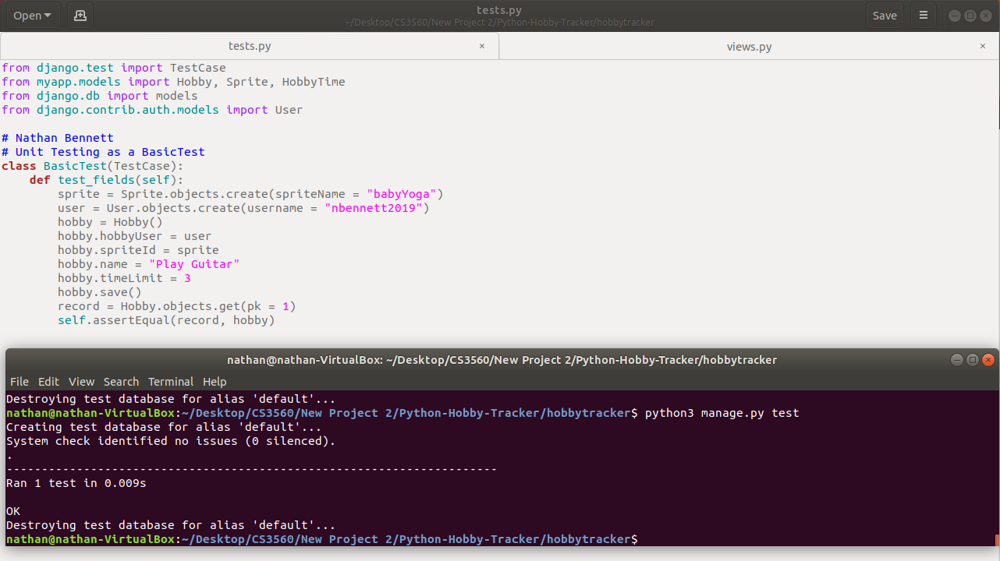 Open
tests.py
~/Desktop/CS3560/New Project 2/Python-Hobby-Tracker/hobbytracker
Save
tests.py
views.py
from django.test import TestCase
from myapp.models import Hobby, Sprite, HobbyTime
from django.db import models
from django.contrib.auth.models import User
# Nathan Bennett
# Unit Testing as a BasicTest
class BasicTest(TestCase):
    def test_fields(self):
        sprite = Sprite.objects.create(spriteName = "babyYoga")
        user = User.objects.create(username = "nbennett2019")
        hobby = Hobby()
        hobby.hobbyUser = user
        hobby.spriteId = sprite
        hobby.name = "Play Guitar"
        hobby.timeLimit = 3
        hobby.save()
        record = Hobby.objects.get(pk = 1)
        self.assertEqual(record, hobby)
nathan@nathan-VirtualBox: ~/Desktop/CS3560/New Project 2/Python-Hobby-Tracker/hobbytracker
File Edit View Search Terminal Help
Destroying test database for alias 'default'...
nathan@nathan-VirtualBox:~/Desktop/CS3560/New Project 2/Python-Hobby-Tracker/hobbytracker$ python3 manage.py test
Creating test database for alias 'default'...
System check identified no issues (0 silenced).
.
----------------------------------------------------------------------
Ran 1 test in 0.009s
OK
Destroying test database for alias 'default'...
nathan@nathan-VirtualBox:~/Desktop/CS3560/New Project 2/Python-Hobby-Tracker/hobbytracker$